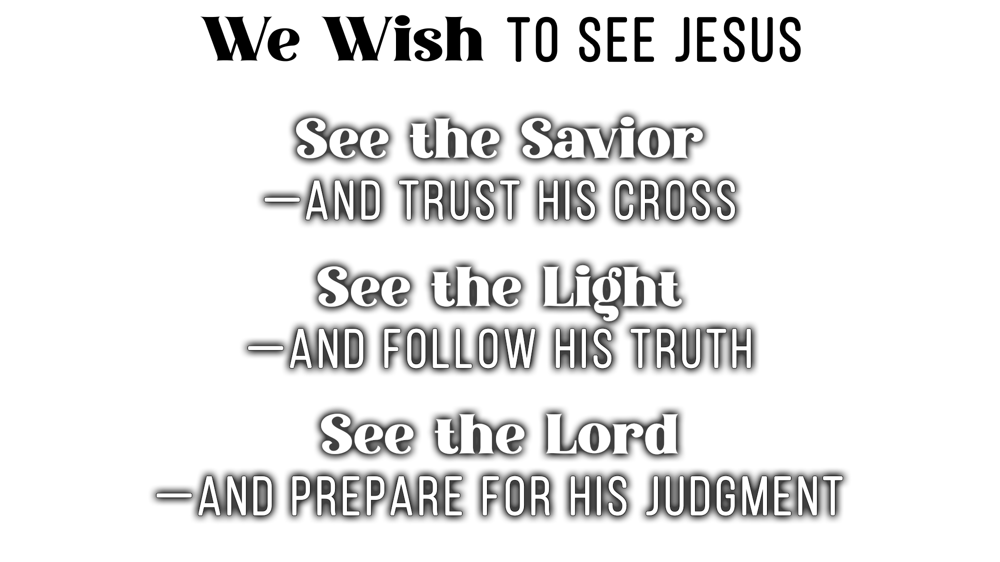 We Wish TO SEE JESUS
See the Savior
—AND TRUST HIS CROSS
See the Light
—AND FOLLOW HIS TRUTH
See the Lord
—AND PREPARE FOR HIS JUDGMENT